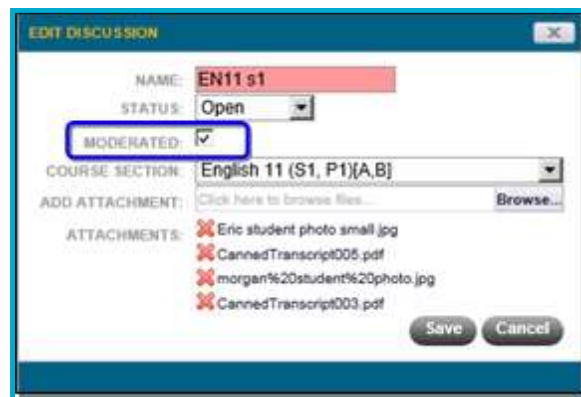 EDIT DISCUSSION
NAME: EN11 s1
STATUS: Open
MODERATED:
COURSE SECTION: English 11 (S1, P1)[A,B]
ADD ATTACHMENT: Click here to browse files... Browse...
ATTACHMENTS: Eric student photo small.jpg
CannedTranscript005.pdf
morgan%20student%20photo.jpg
CannedTranscript003.pdf
Save Cancel